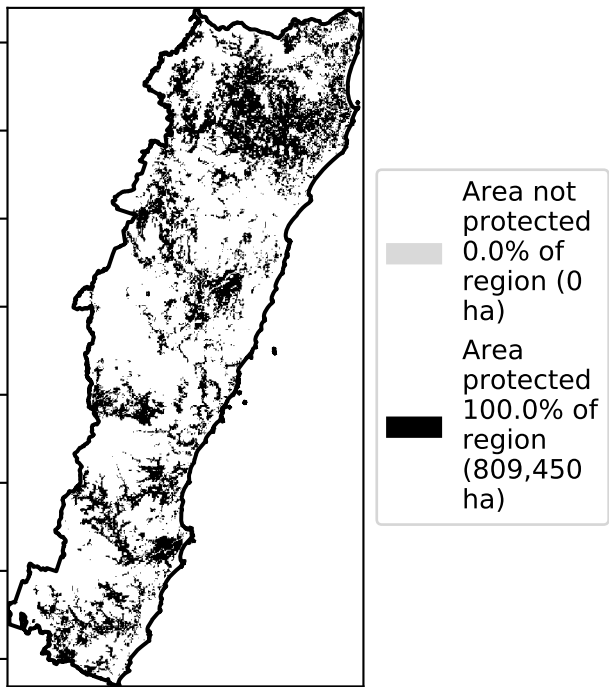 Area not
protected
0.0% of
region (0
ha)
Area
protected
100.0% of
region
(809,450
ha)